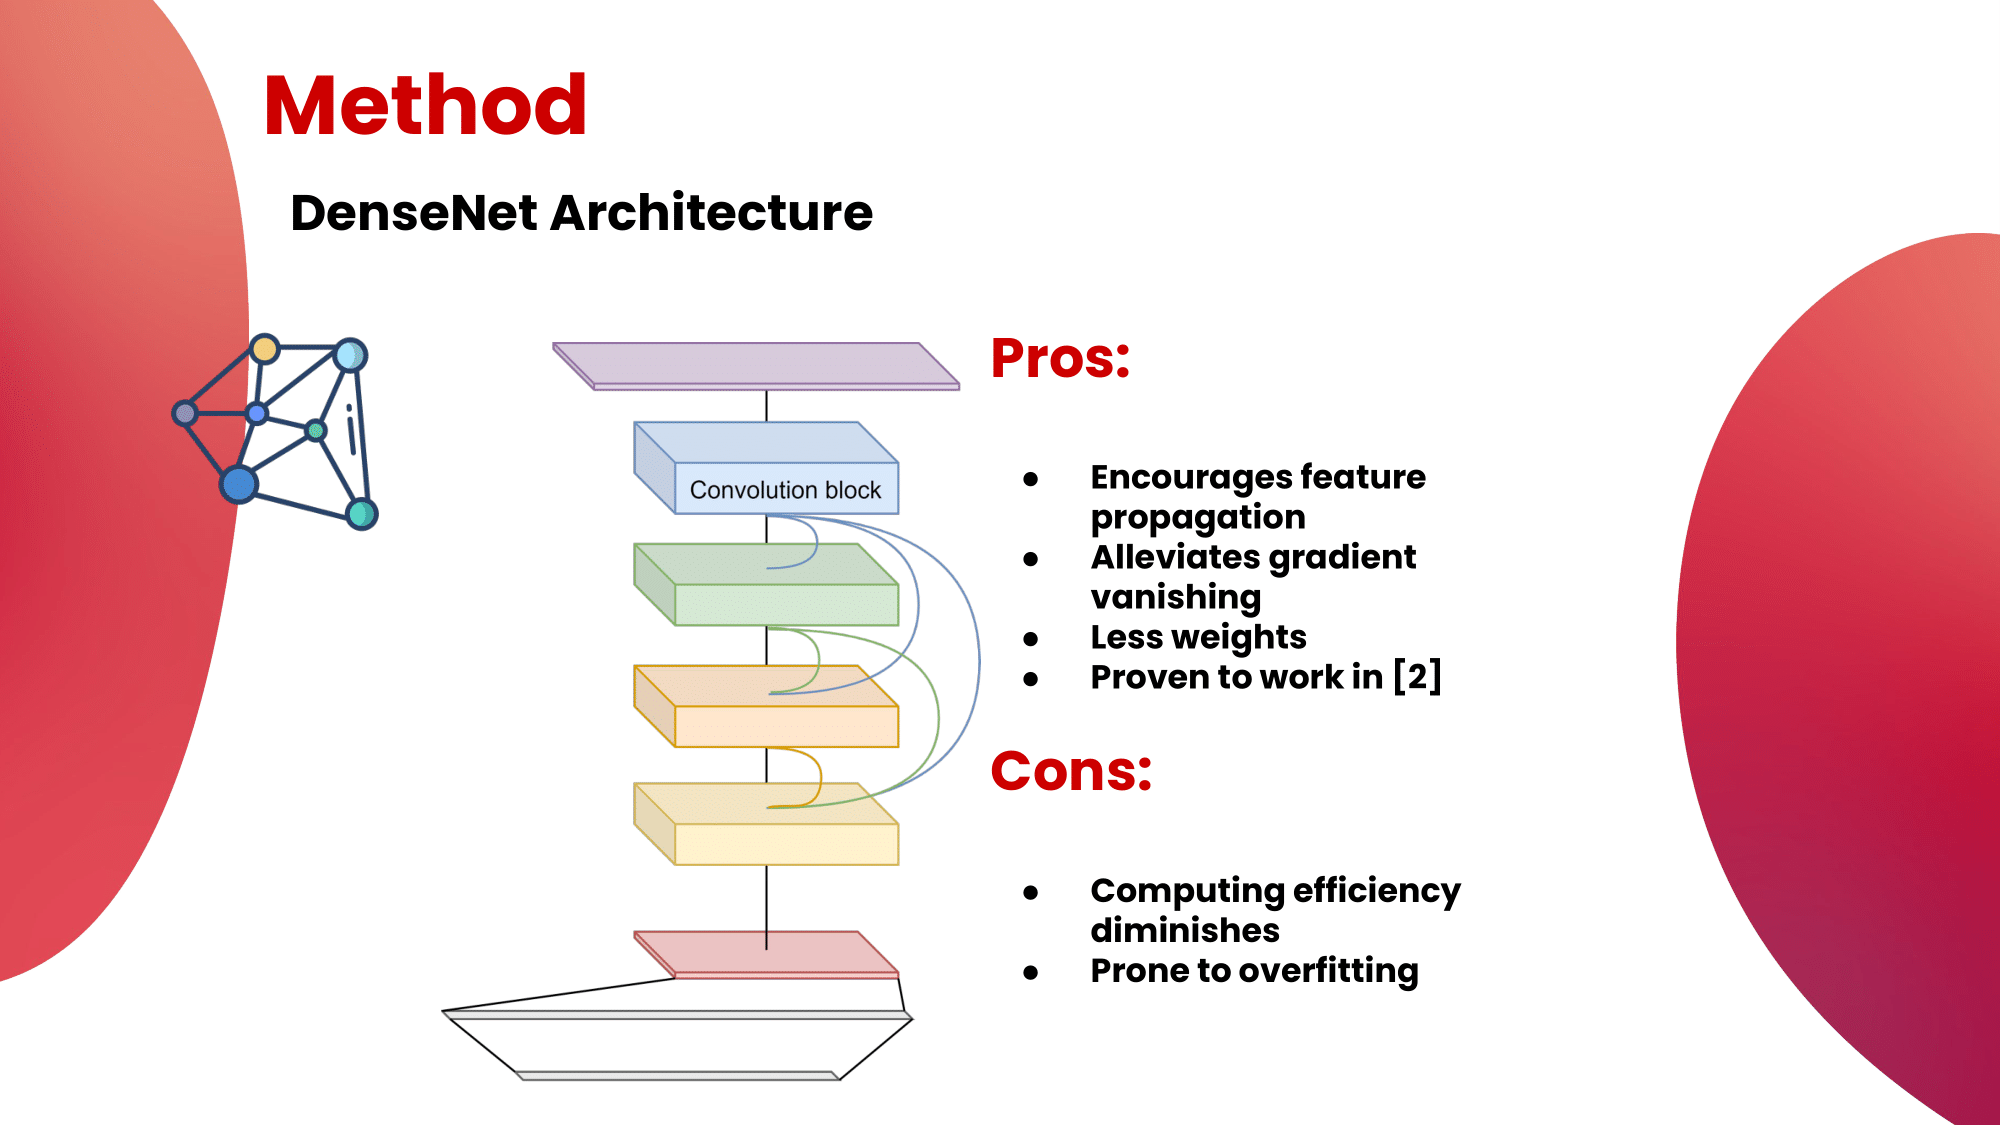 Method
DenseNet Architecture
Convolution block
Pros:
● Encourages feature
propagation
● Alleviates gradient
vanishing
● Less weights
● Proven to work in [2]
Cons:
● Computing efficiency
diminishes
● Prone to overfitting